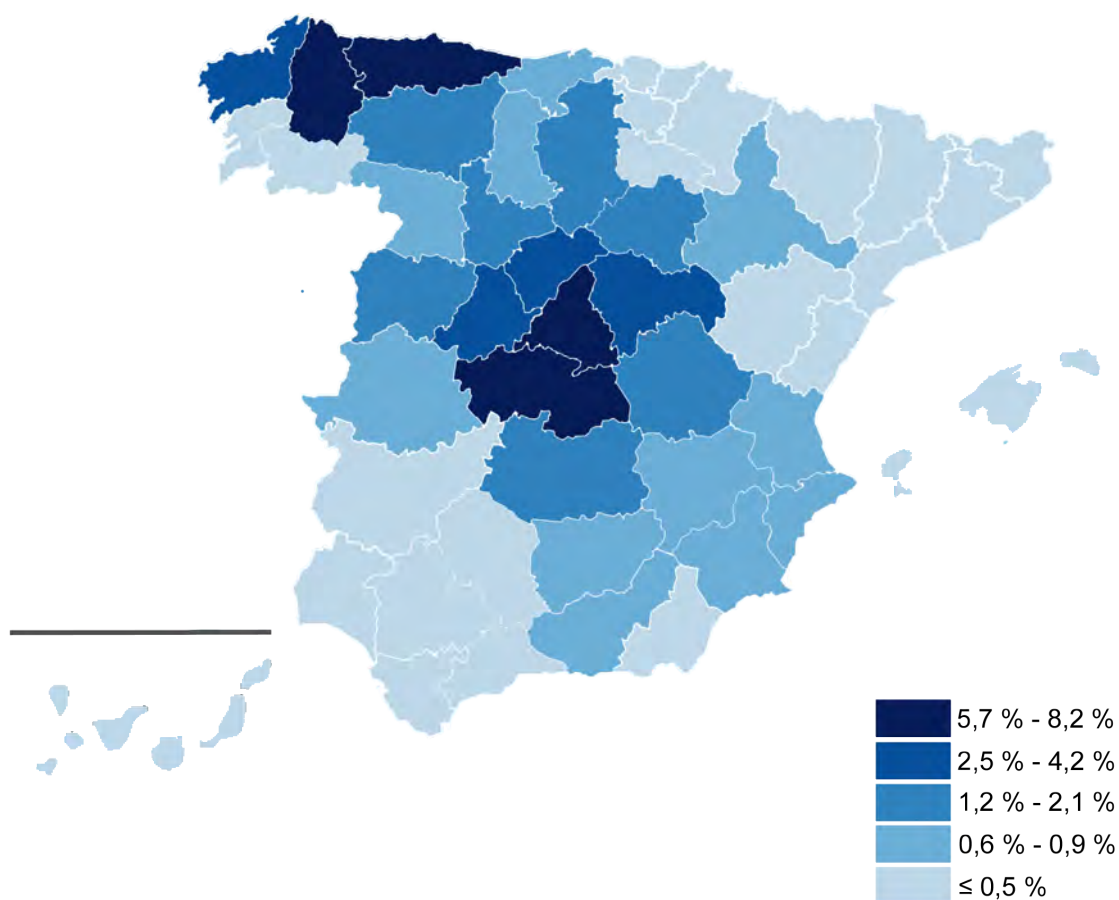 5,7 % - 8,2 %
2,5 % - 4,2 %
1,2 % - 2,1 %
0,6 % - 0,9 %
≤ 0,5 %